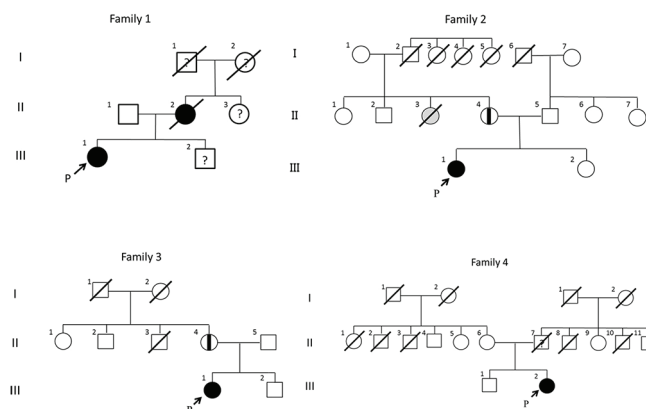 Family 1
I
1 2
? ?
II
1 2 3
?
III
1 2
?
P
Family 2
I
1 2 3 4 5 6 7
II
1 2 3 4 5 6 7
III
1 2
P
Family 3
I
1 2
II
1 2 3 4 5
III
1 2
P
Family 4
I
1 2 1 2
II
1 2 3 4 5 6 7 8 9 10 11
?
III
1 2
P